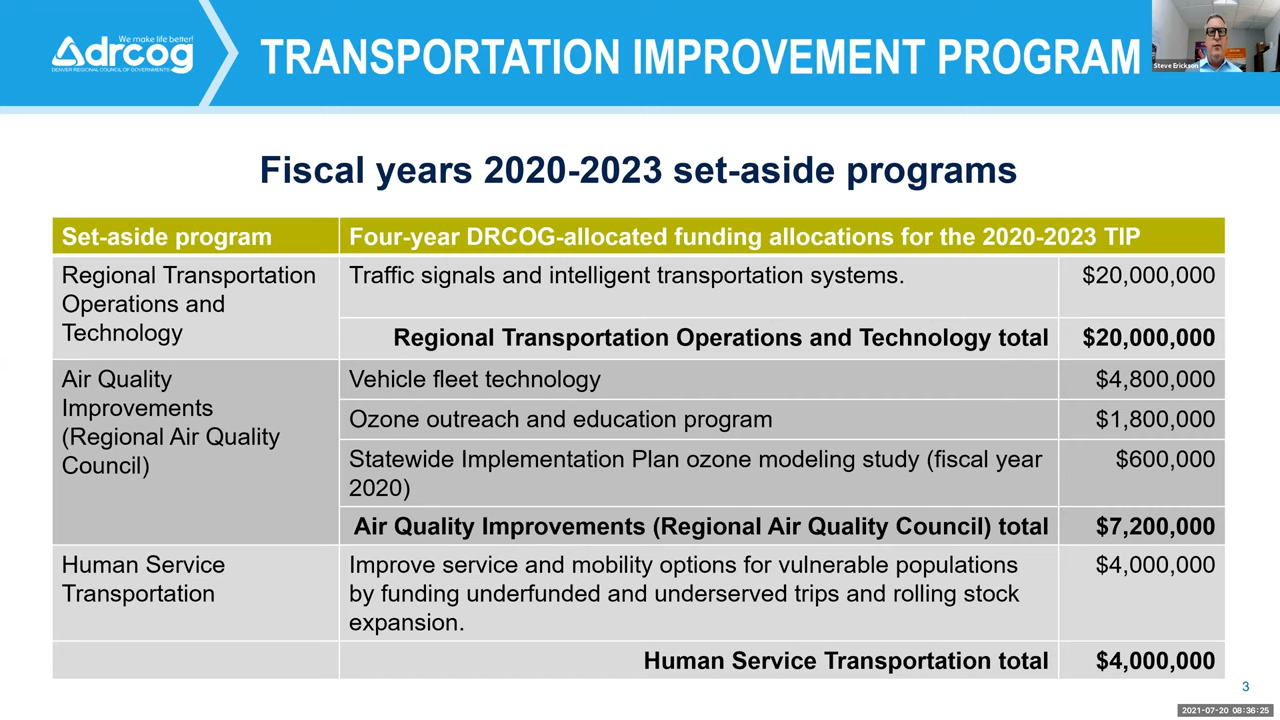 We make life better!
drcog
DENVER REGIONAL COUNCIL OF GOVERNMENTS
TRANSPORTATION IMPROVEMENT PROGRAM
Steve Erickson
Fiscal years 2020-2023 set-aside programs
Set-aside program
Four-year DRCOG-allocated funding allocations for the 2020-2023 TIP
Regional Transportation
Operations and
Technology
Traffic signals and intelligent transportation systems.
$20,000,000
Regional Transportation Operations and Technology total
$20,000,000
Air Quality
Improvements
(Regional Air Quality
Council)
Vehicle fleet technology
$4,800,000
Ozone outreach and education program
$1,800,000
Statewide Implementation Plan ozone modeling study (fiscal year
2020)
$600,000
Air Quality Improvements (Regional Air Quality Council) total
$7,200,000
Human Service
Transportation
Improve service and mobility options for vulnerable populations
by funding underfunded and underserved trips and rolling stock
expansion.
$4,000,000
Human Service Transportation total
$4,000,000
3
2021-07-20 08:36:25